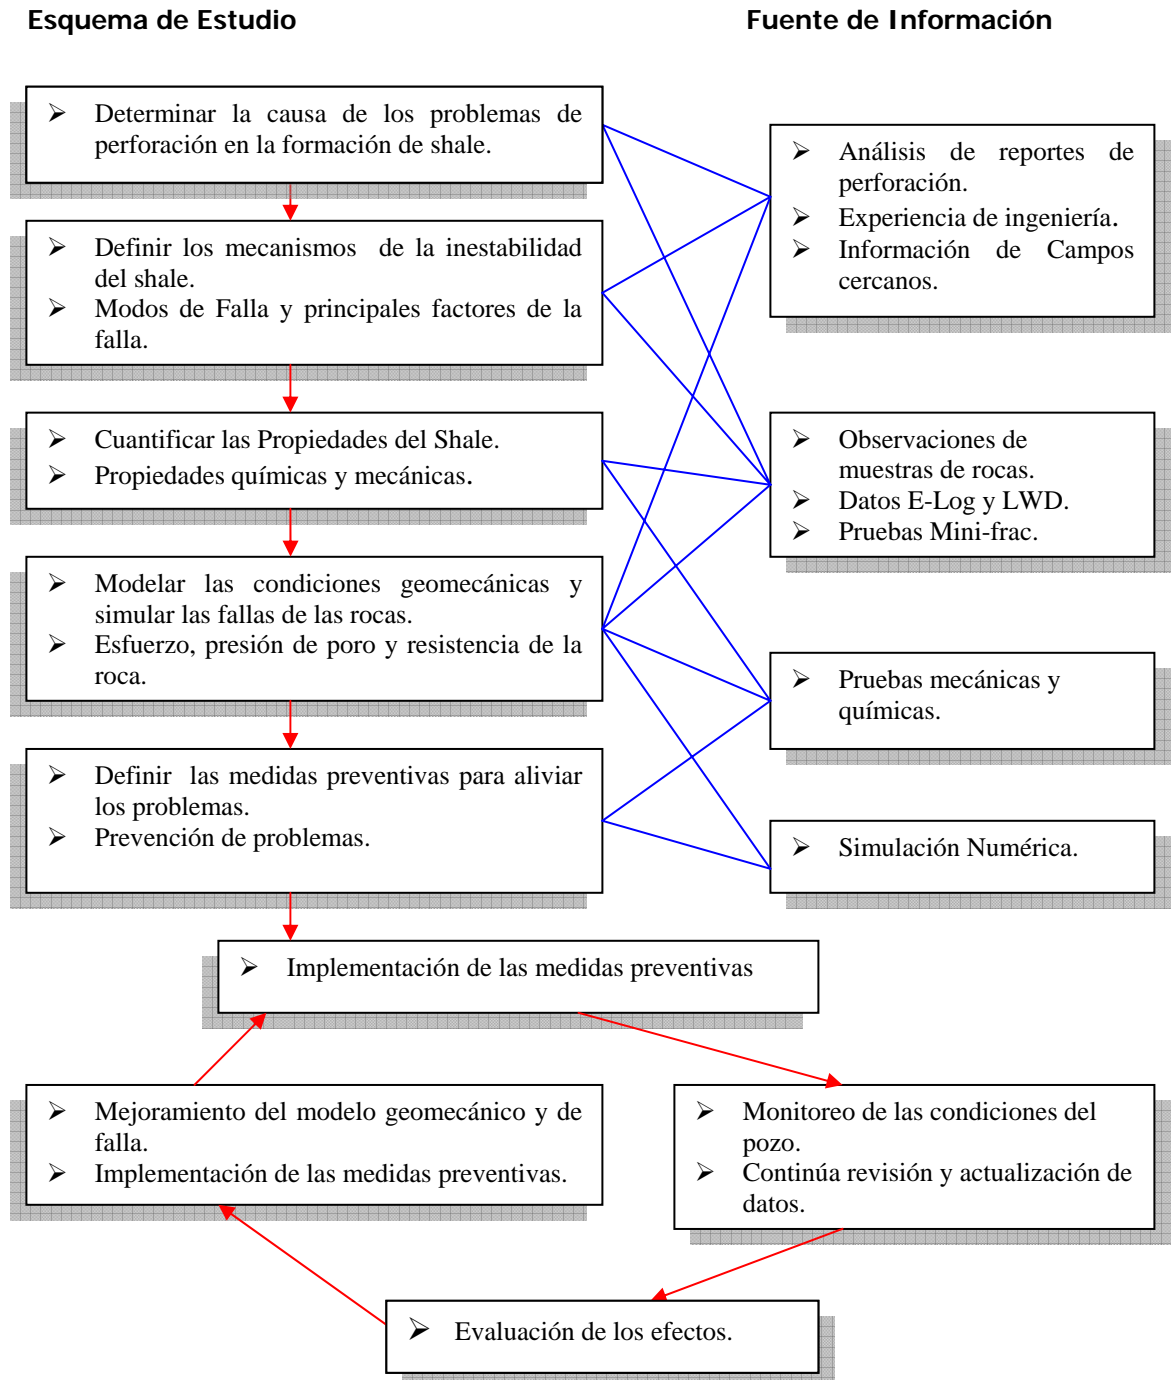 Esquema de Estudio
Fuente de Información
➢ Determinar la causa de los problemas de
perforación en la formación de shale.
➢ Definir los mecanismos de la inestabilidad
del shale.
➢ Modos de Falla y principales factores de la
falla.
➢ Cuantificar las Propiedades del Shale.
➢ Propiedades químicas y mecánicas.
➢ Modelar las condiciones geomecánicas y
simular las fallas de las rocas.
➢ Esfuerzo, presión de poro y resistencia de la
roca.
➢ Definir las medidas preventivas para aliviar
los problemas.
➢ Prevención de problemas.
➢ Análisis de reportes de
perforación.
➢ Experiencia de ingeniería.
➢ Información de Campos
cercanos.
➢ Observaciones de
muestras de rocas.
➢ Datos E-Log y LWD.
➢ Pruebas Mini-frac.
➢ Pruebas mecánicas y
químicas.
➢ Simulación Numérica.
➢ Implementación de las medidas preventivas
➢ Mejoramiento del modelo geomecánico y de
falla.
➢ Implementación de las medidas preventivas.
➢ Monitoreo de las condiciones del
pozo.
➢ Continúa revisión y actualización de
datos.
➢ Evaluación de los efectos.